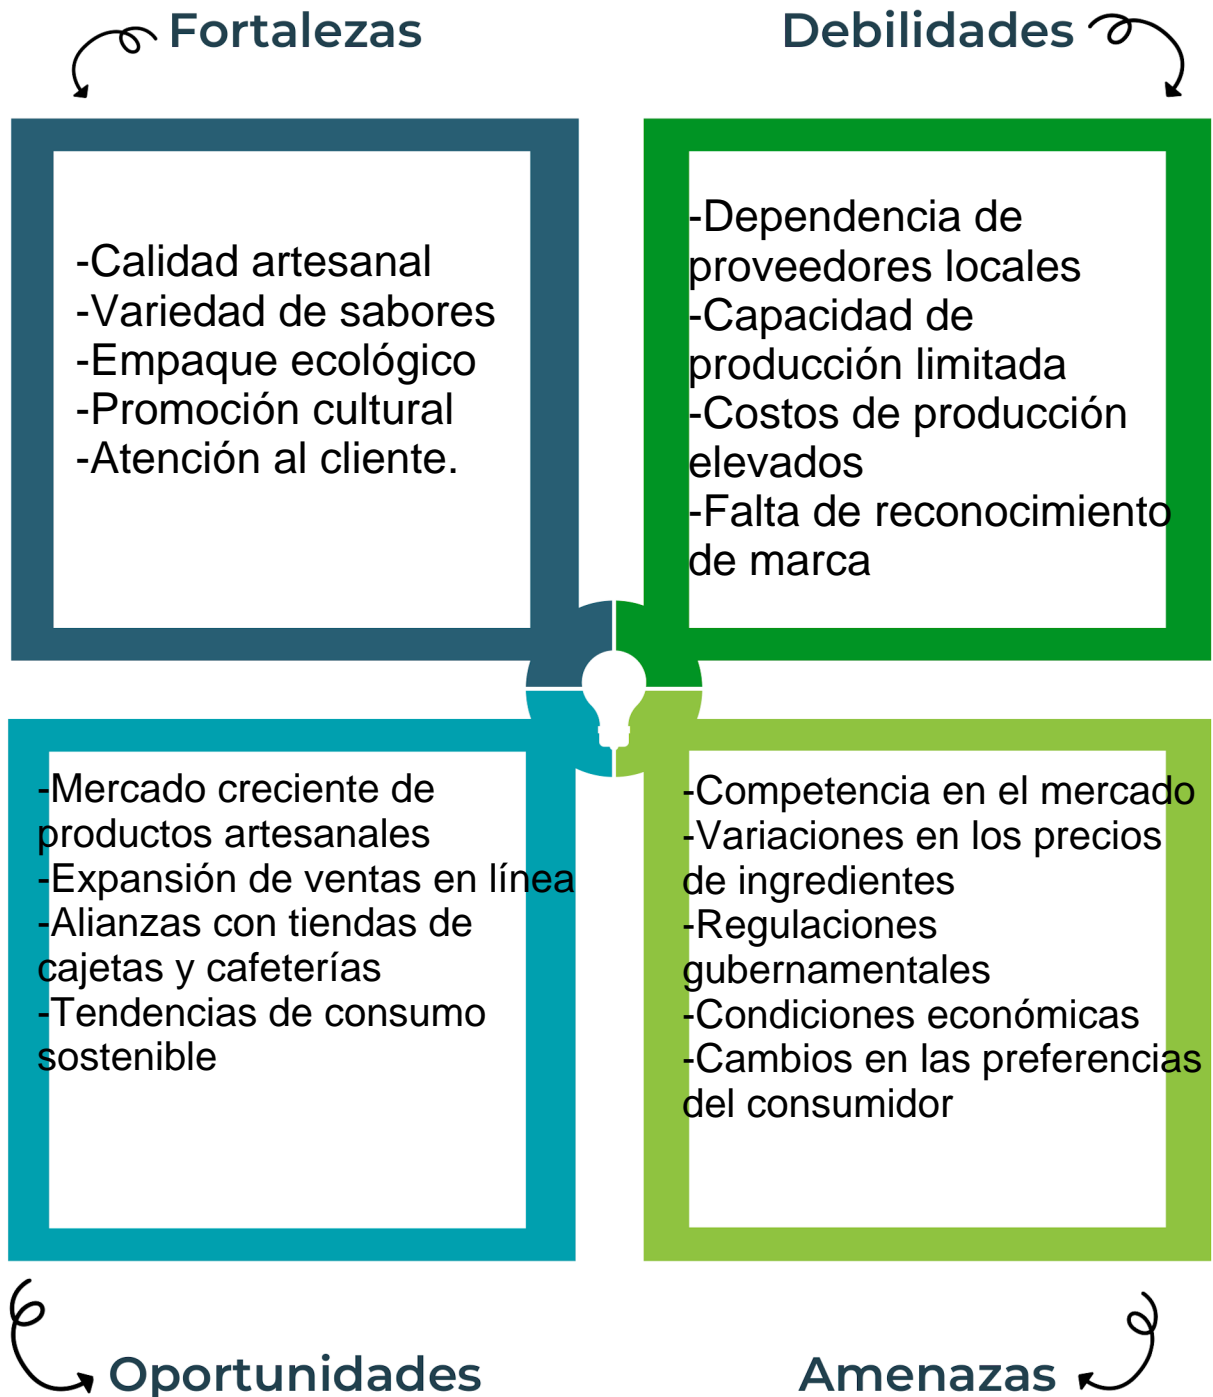 Fortalezas
-Calidad artesanal
-Variedad de sabores
-Empaque ecológico
-Promoción cultural
-Atención al cliente.
Debilidades
-Dependencia de
proveedores locales
-Capacidad de
producción limitada
-Costos de producción
elevados
-Falta de reconocimiento
de marca
-Mercado creciente de
productos artesanales
-Expansión de ventas en línea
-Alianzas con tiendas de
cajetas y cafeterías
-Tendencias de consumo
sostenible
Oportunidades
-Competencia en el mercado
-Variaciones en los precios
de ingredientes
-Regulaciones
gubernamentales
-Condiciones económicas
-Cambios en las preferencias
del consumidor
Amenazas